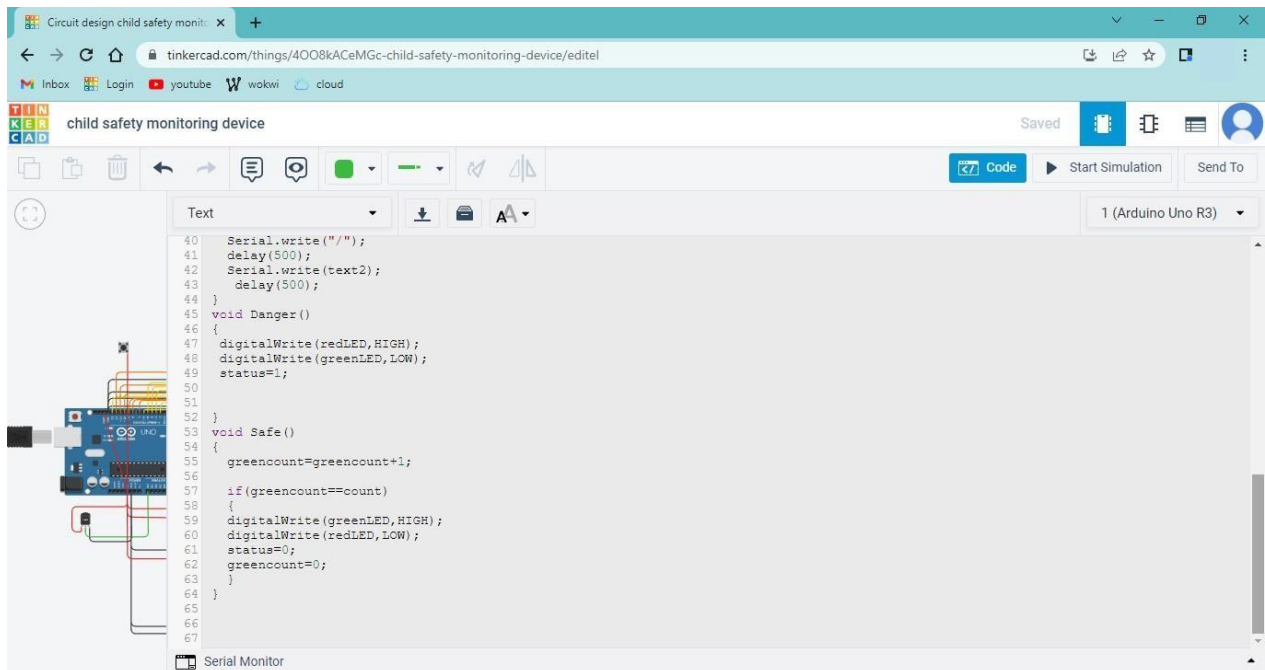 Circuit design child safety monito
tinkercad.com/things/4OO8kACeMGc-child-safety-monitoring-device/editel
Inbox Login youtube wokwi cloud
TIN
KER
CAD
child safety monitoring device
Saved
Code Start Simulation Send To
Text
1 (Arduino Uno R3)
40 Serial.write("/");
41 delay(500);
42 Serial.write(text2);
43 delay(500);
44 }
45 void Danger()
46 {
47 digitalWrite(redLED,HIGH);
48 digitalWrite(greenLED,LOW);
49 status=1;
50
51
52 }
53 void Safe()
54 {
55 greencount=greencount+1;
56
57 if(greencount==count)
58 {
59 digitalWrite(greenLED,HIGH);
60 digitalWrite(redLED,LOW);
61 status=0;
62 greencount=0;
63 }
64 }
65
66
67
UNO
Serial Monitor